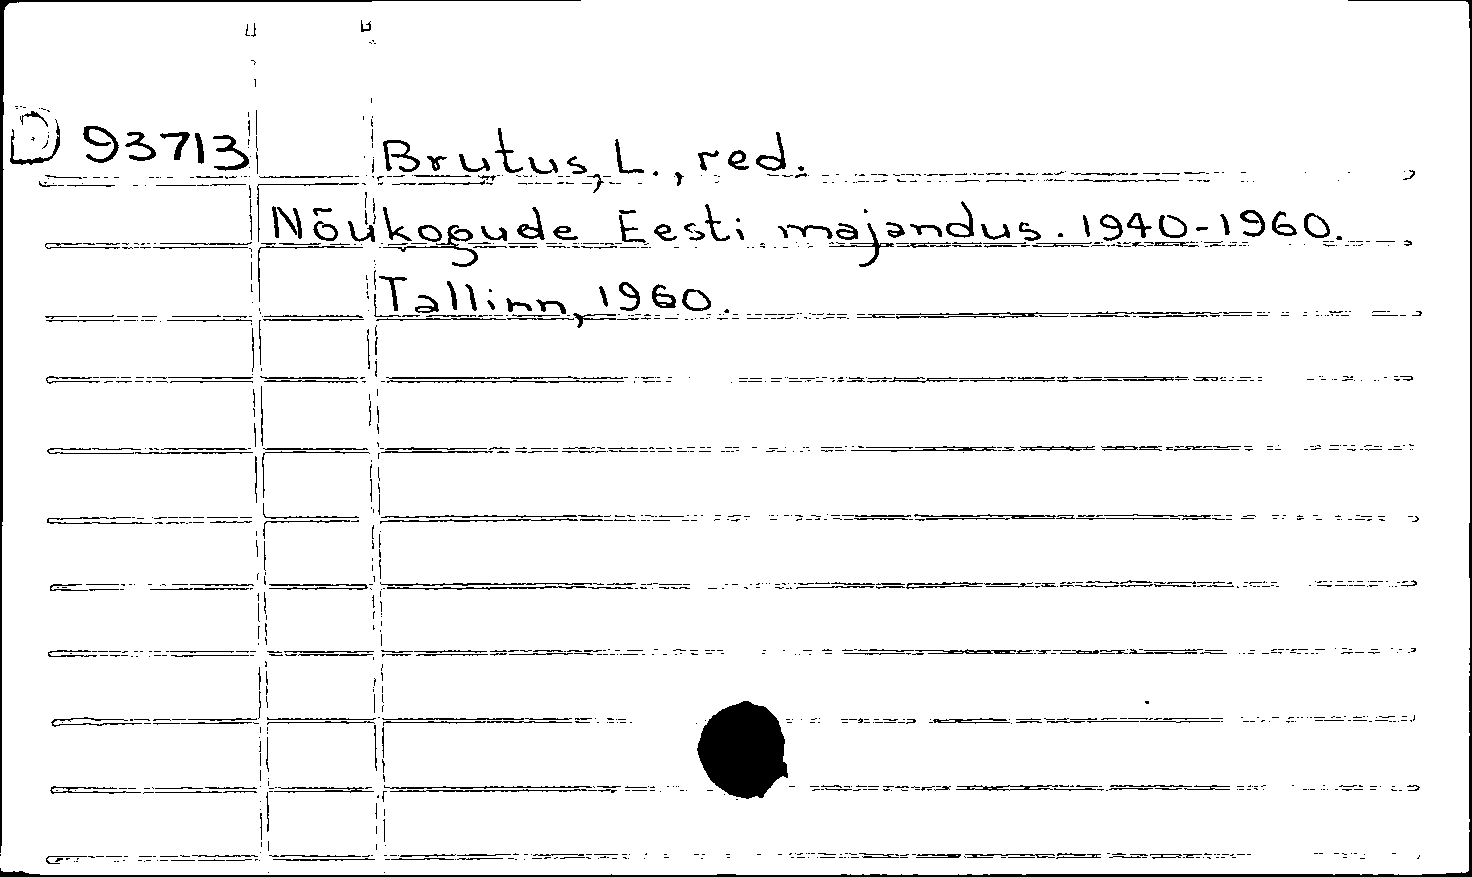 D 93713 Brutus, L., red.
Nõukogude Eesti majandus. 1940-1960.
Tallinn, 1960.